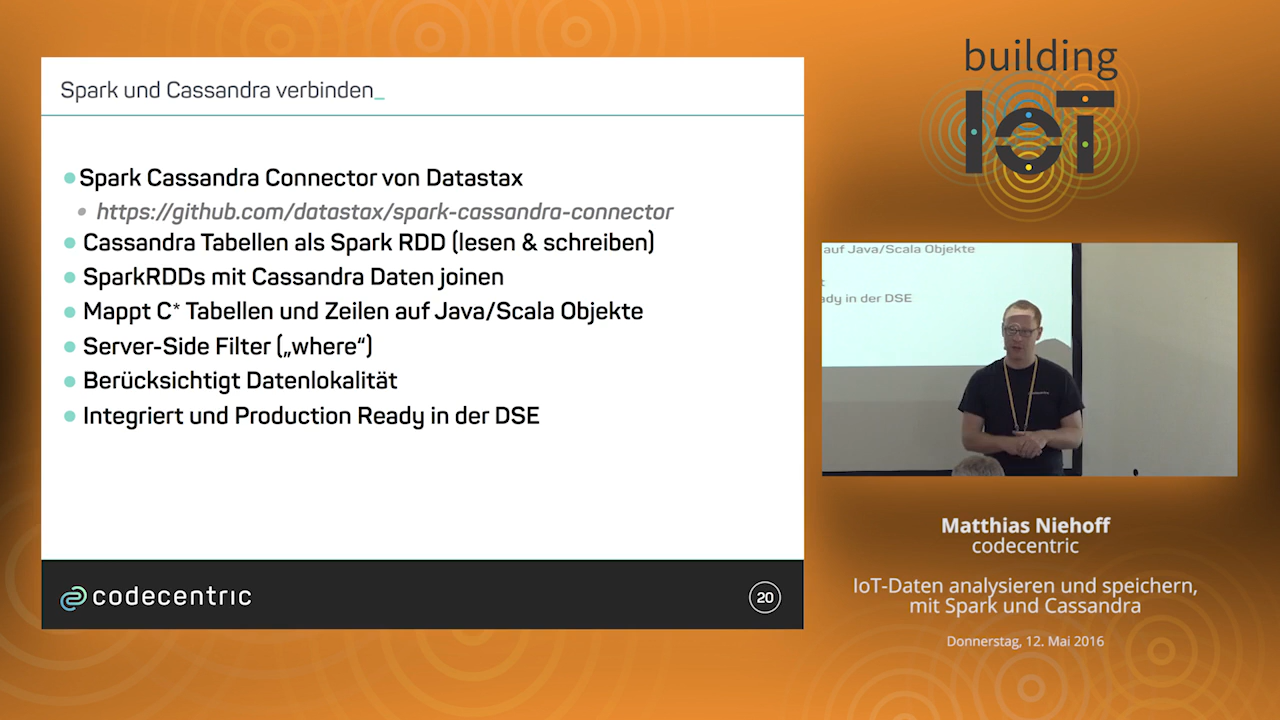 Spark und Cassandra verbinden_
Spark Cassandra Connector von Datastax
https://github.com/datastax/spark-cassandra-connector
Cassandra Tabellen als Spark RDD (lesen & schreiben)
SparkRDDs mit Cassandra Daten joinen
Mappt C* Tabellen und Zeilen auf Java/Scala Objekte
Server-Side Filter („where“)
Berücksichtigt Datenlokalität
Integriert und Production Ready in der DSE
codecentric
20
building
IoT
auf Java/Scala Objekte
in der DSE
Matthias Niehoff
codecentric
IoT-Daten analysieren und speichern,
mit Spark und Cassandra
Donnerstag, 12. Mai 2016